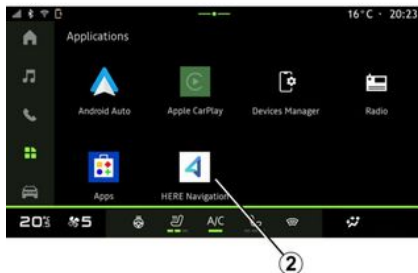 16°C · 20:23
Applications
Android Auto
Apple CarPlay
Devices Manager
Radio
Apps
HERE Navigation
20°5 5 A/C
2